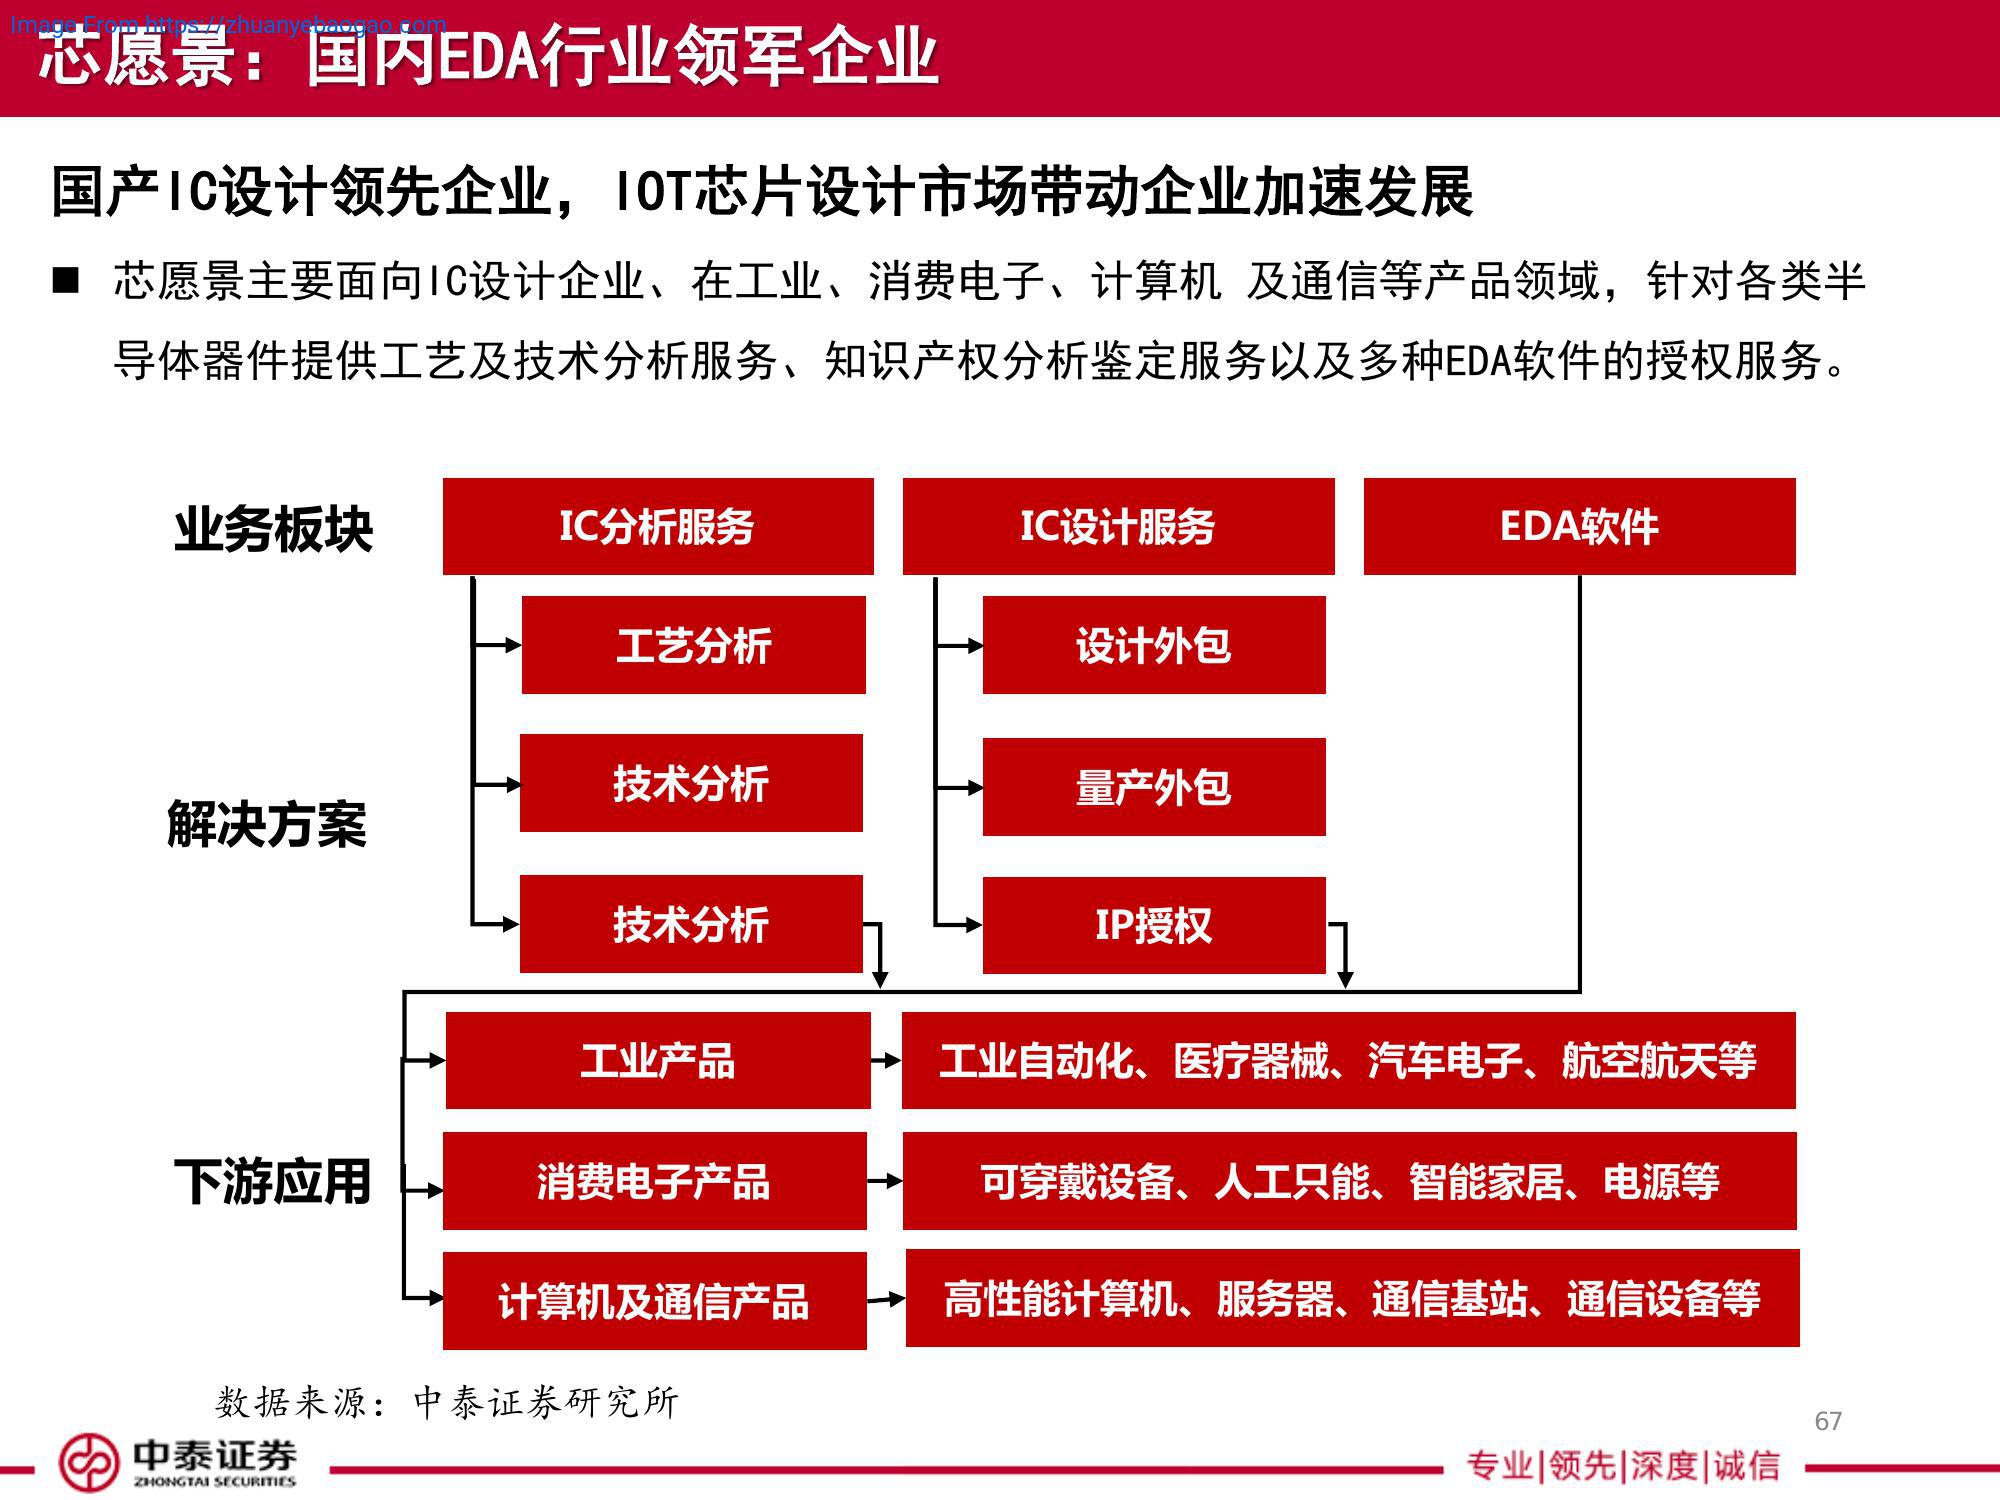 Image From https://zhuanyebaogao.com
芯愿景：国内EDA行业领军企业
国产IC设计领先企业，IOT芯片设计市场带动企业加速发展
■ 芯愿景主要面向IC设计企业、在工业、消费电子、计算机 及通信等产品领域，针对各类半
导体器件提供工艺及技术分析服务、知识产权分析鉴定服务以及多种EDA软件的授权服务。
业务板块
IC分析服务
IC设计服务
EDA软件
工艺分析
设计外包
解决方案
技术分析
量产外包
技术分析
IP授权
下游应用
工业产品
工业自动化、医疗器械、汽车电子、航空航天等
消费电子产品
可穿戴设备、人工只能、智能家居、电源等
计算机及通信产品
高性能计算机、服务器、通信基站、通信设备等
数据来源：中泰证券研究所
67
中泰证券
ZHONGTAI SECURITIES
专业|领先|深度|诚信